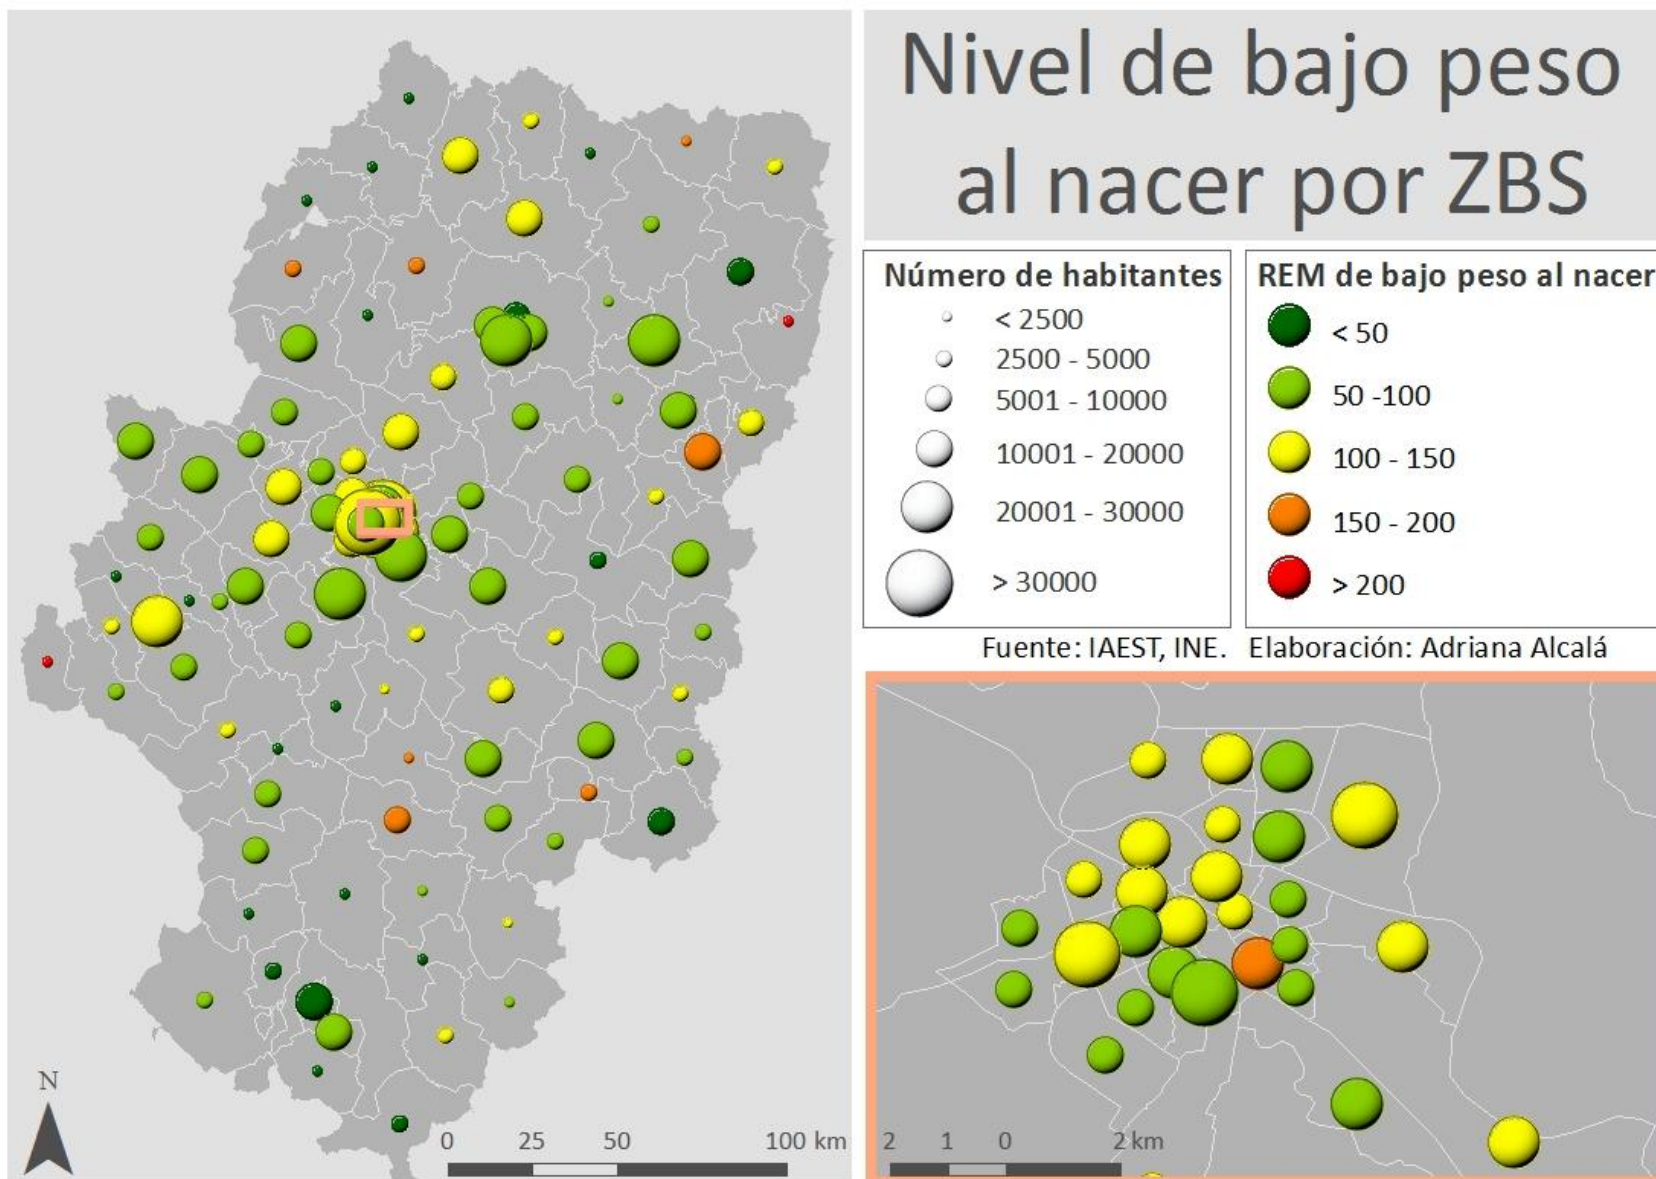 Nivel de bajo peso
al nacer por ZBS
Número de habitantes
< 2500
2500 - 5000
5001 - 10000
10001 - 20000
20001 - 30000
> 30000
REM de bajo peso al nacer
< 50
50 -100
100 - 150
150 - 200
> 200
Fuente: IAEST, INE. Elaboración: Adriana Alcalá
N
0 25 50 100 km
2 1 0 2 km